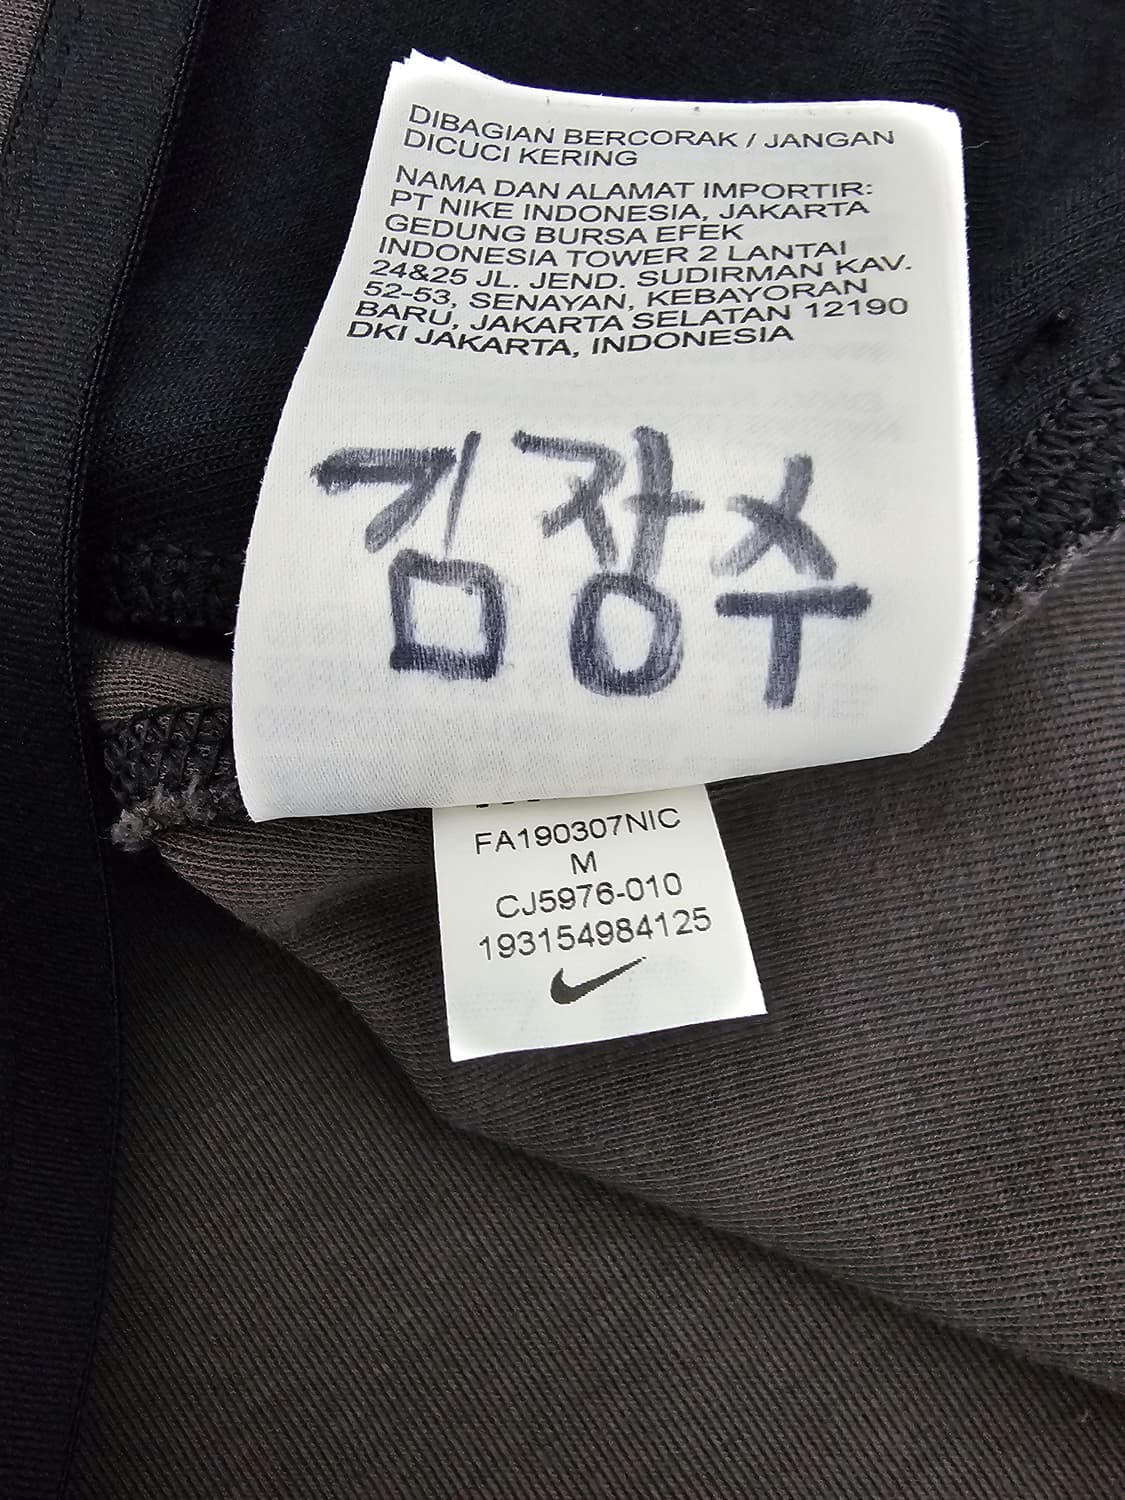 DIBAGIAN BERCORAK / JANGAN
DICUCI KERING
NAMA DAN ALAMAT IMPORTIR:
PT NIKE INDONESIA, JAKARTA
GEDUNG BURSA EFEK
INDONESIA TOWER 2 LANTAI
24&25 JL. JEND. SUDIRMAN KAV.
52-53, SENAYAN, KEBAYORAN
BARU, JAKARTA SELATAN 12190
DKI JAKARTA, INDONESIA
김장수
FA190307NIC
M
CJ5976-010
193154984125